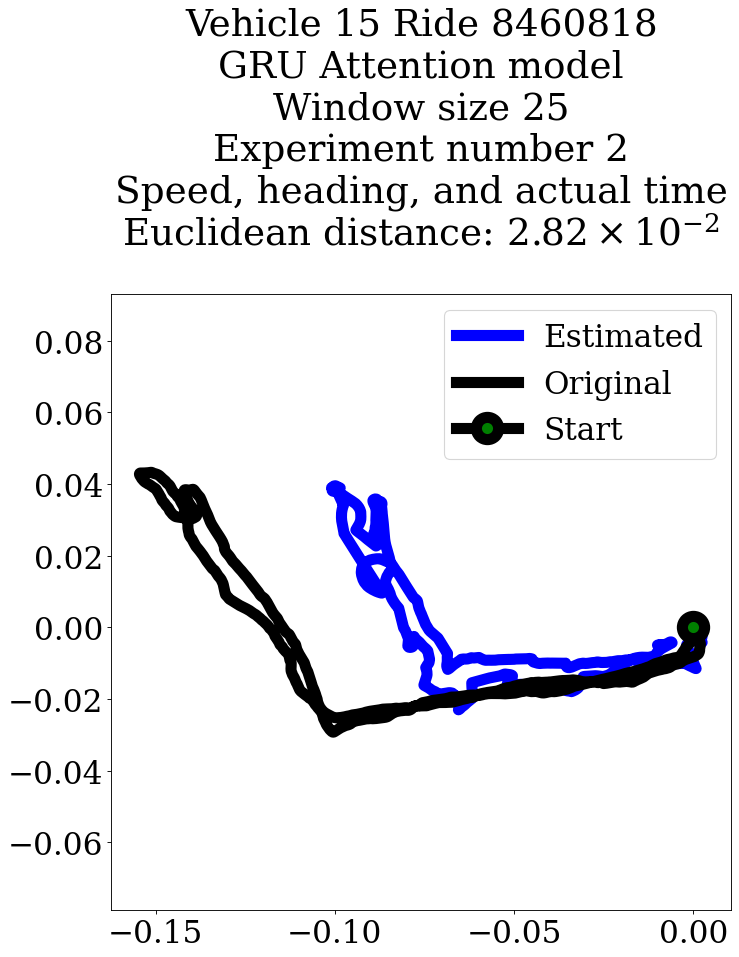 Vehicle 15 Ride 8460818
GRU Attention model
Window size 25
Experiment number 2
Speed, heading, and actual time
Euclidean distance: 2.82 × 10⁻²
Estimated
Original
Start
0.08
0.06
0.04
0.02
0.00
−0.02
−0.04
−0.06
−0.15 −0.10 −0.05 0.00